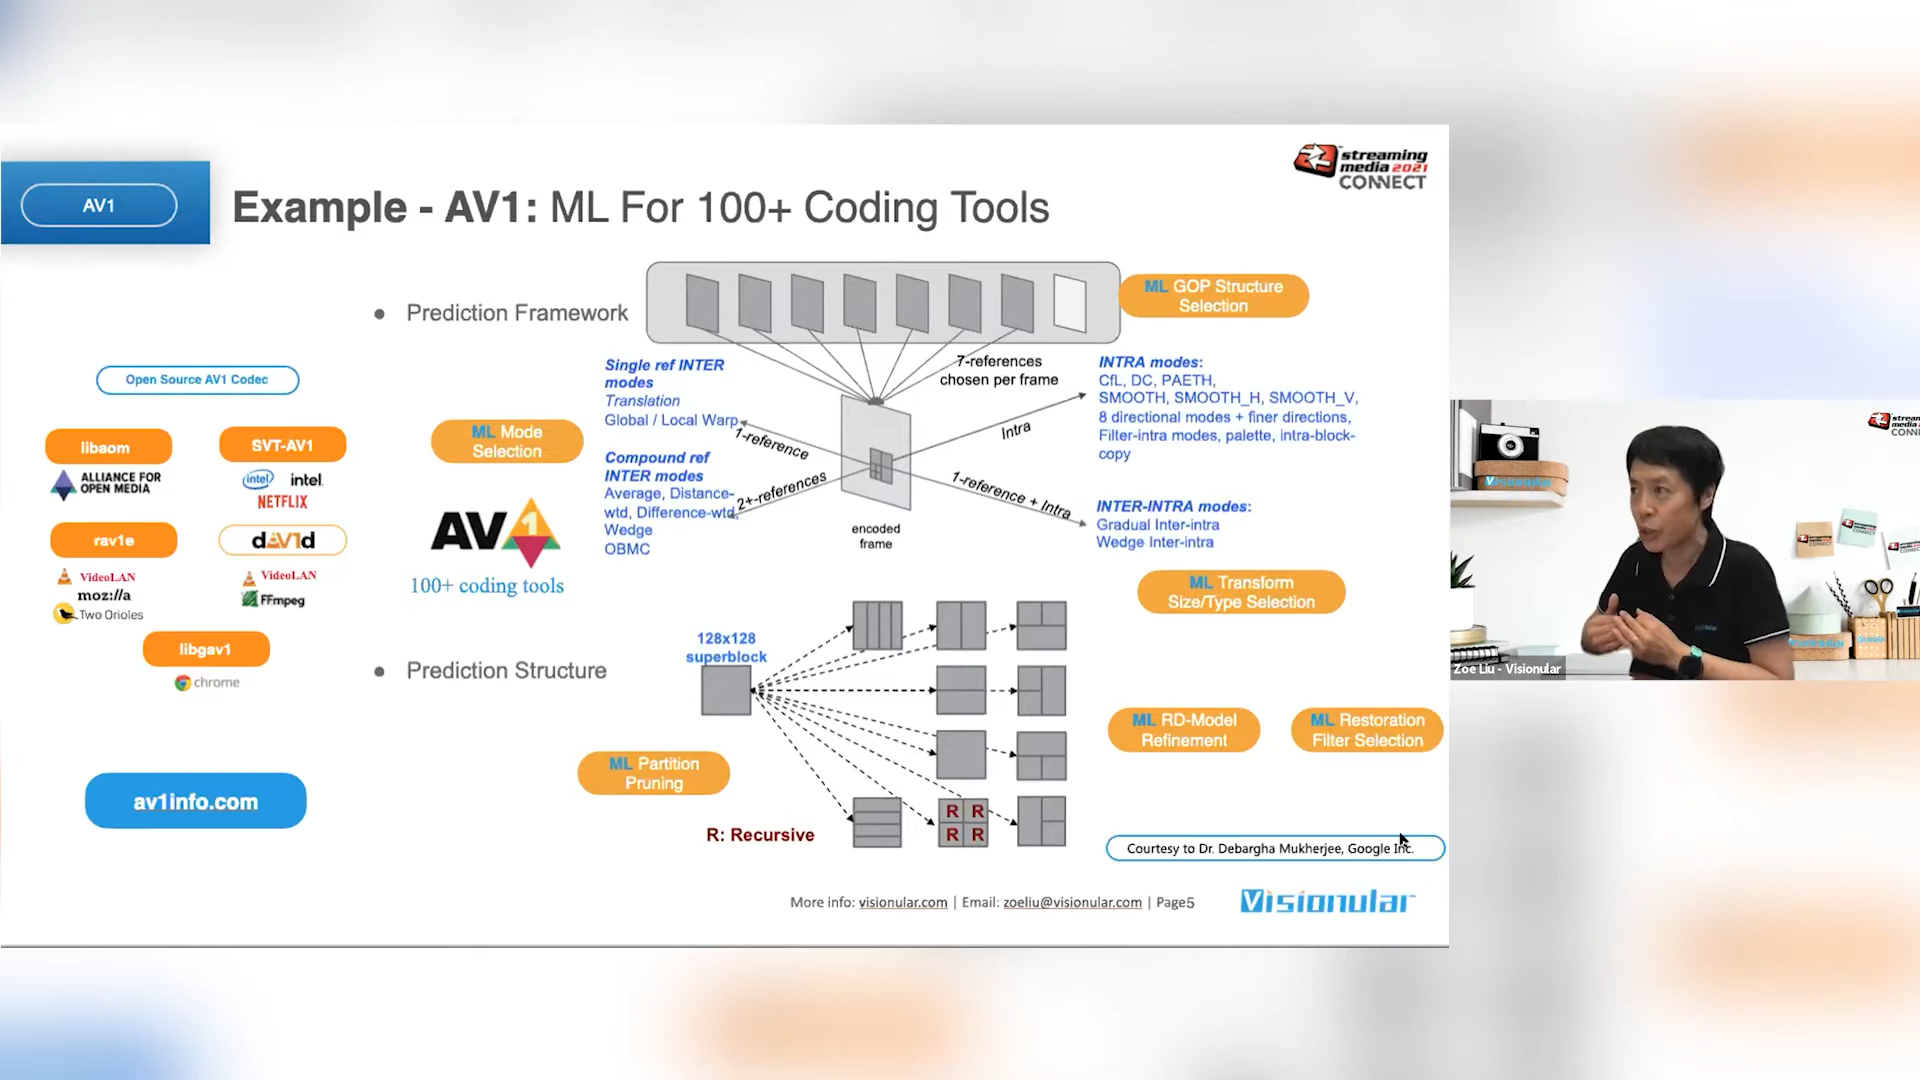 streaming
media 2021
CONNECT
AV1
Example - AV1: ML For 100+ Coding Tools
● Prediction Framework
ML GOP Structure
Selection
7-references
chosen per frame
Single ref INTER
modes
Translation
Global / Local Warp
Compound ref
INTER modes
Average, Distance-
wtd, Difference-wtd,
Wedge
OBMC
1-reference
2+-references
Intra
1-reference + Intra
encoded
frame
INTRA modes:
CfL, DC, PAETH,
SMOOTH, SMOOTH_H, SMOOTH_V,
8 directional modes + finer directions,
Filter-intra modes, palette, intra-block-
copy
INTER-INTRA modes:
Gradual Inter-intra
Wedge Inter-intra
Open Source AV1 Codec
libaom
ALLIANCE FOR
OPEN MEDIA
SVT-AV1
intel intel
NETFLIX
rav1e
VideoLAN
moz://a
Two Orioles
dAV1d
VideoLAN
FFmpeg
libgav1
chrome
av1info.com
ML Mode
Selection
AV1
100+ coding tools
ML Transform
Size/Type Selection
● Prediction Structure
128x128
superblock
ML Partition
Pruning
R: Recursive
R R
R R
ML RD-Model
Refinement
ML Restoration
Filter Selection
Courtesy to Dr. Debargha Mukherjee, Google Inc.
More info: visionular.com | Email: zoeliu@visionular.com | Page5
Visionular
streaming
media
CONN
Visionular
Zoe Liu - Visionular